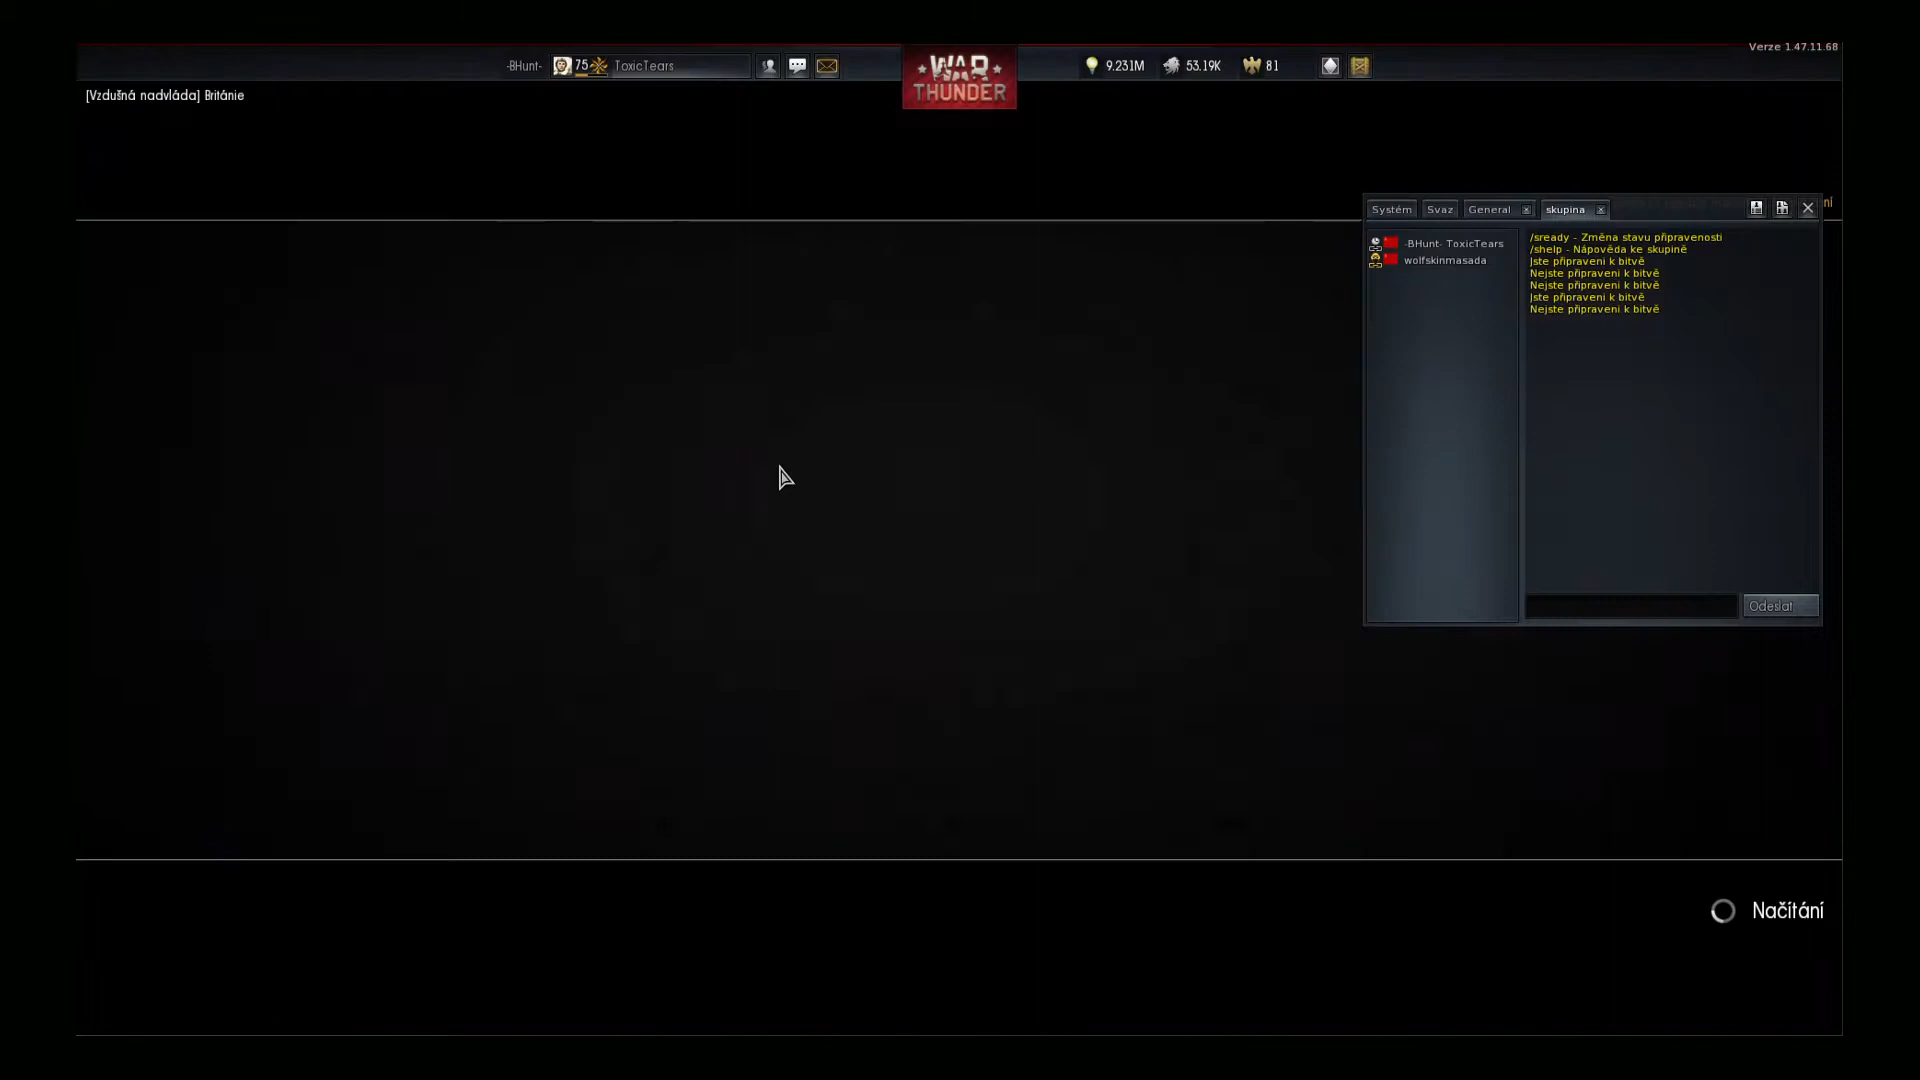 Verze 1.47.11.68
-BHunt- 75 ToxicTears
WAR THUNDER
9.231M 53.19K 81
[Vzdušná nadvláda] Británie
ní
Systém Svaz General skupina
-BHunt- ToxicTears
wolfskinmasada
/sready - Změna stavu připravenosti
/shelp - Nápověda ke skupině
Jste připraveni k bitvě
Nejste připraveni k bitvě
Nejste připraveni k bitvě
Jste připraveni k bitvě
Nejste připraveni k bitvě
Odeslat
Načítání